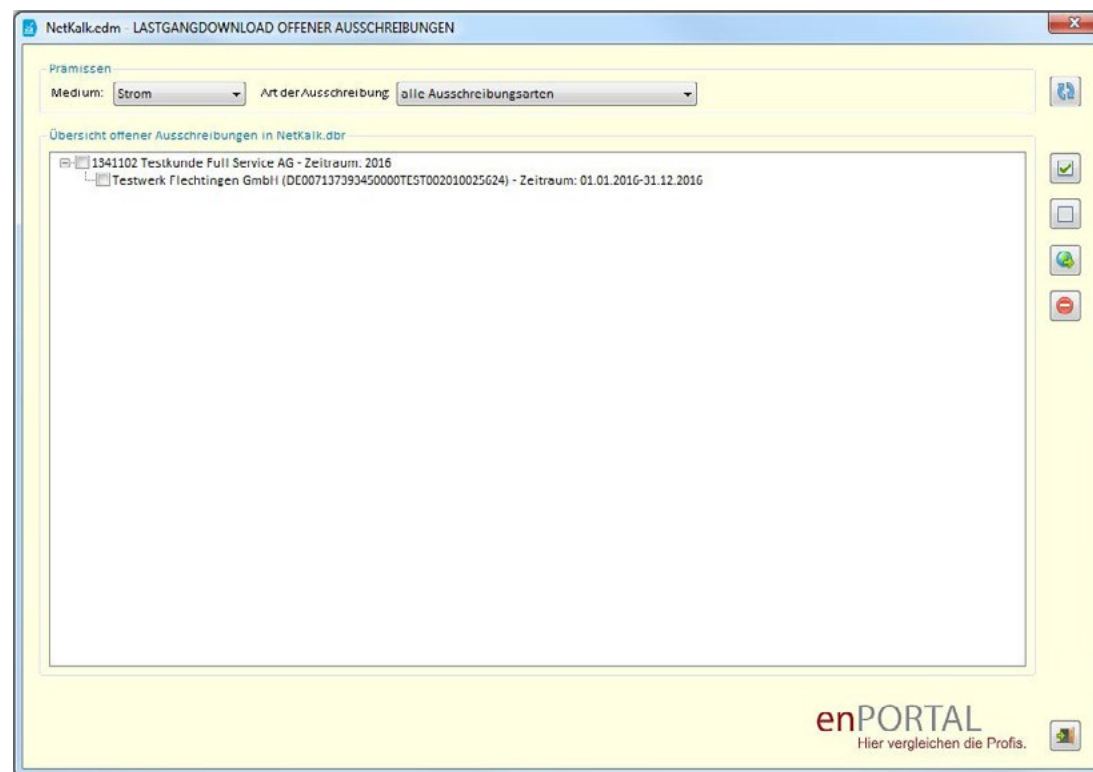 NetKalk.edm - LASTGANGDOWNLOAD OFFENER AUSSCHREIBUNGEN
Prämissen
Medium: Strom Art der Ausschreibung alle Ausschreibungsarten
Übersicht offener Ausschreibungen in NetKalk.dbr
1341102 Testkunde Full Service AG - Zeitraum: 2016
Testwerk Flechtingen GmbH (DE007137393450000TEST002010025624) - Zeitraum: 01.01.2016-31.12.2016
enPORTAL
Hier vergleichen die Profis.